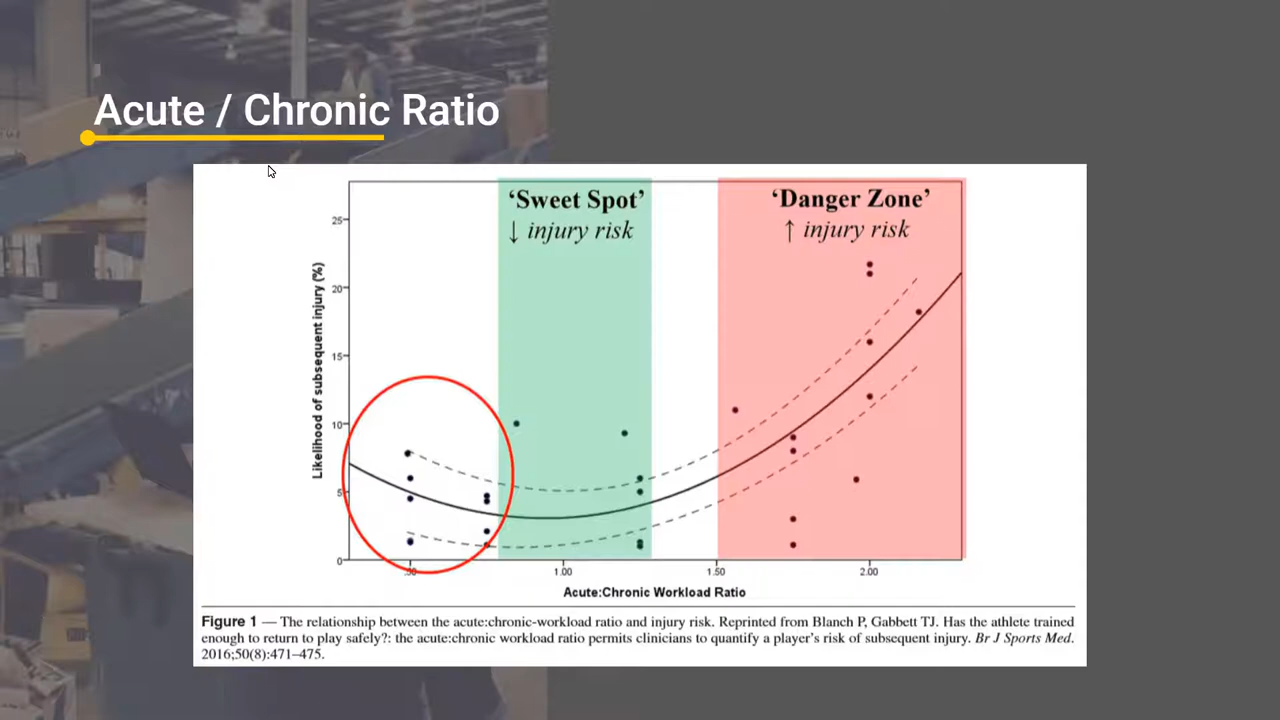 Acute / Chronic Ratio
'Sweet Spot'
↓ injury risk
'Danger Zone'
↑ injury risk
Likelihood of subsequent injury (%)
25
20
15
10
5
0
.50
1.00
1.50
2.00
Acute:Chronic Workload Ratio
Figure 1 — The relationship between the acute:chronic-workload ratio and injury risk. Reprinted from Blanch P, Gabbett TJ. Has the athlete trained
enough to return to play safely?: the acute:chronic workload ratio permits clinicians to quantify a player's risk of subsequent injury. Br J Sports Med.
2016;50(8):471–475.